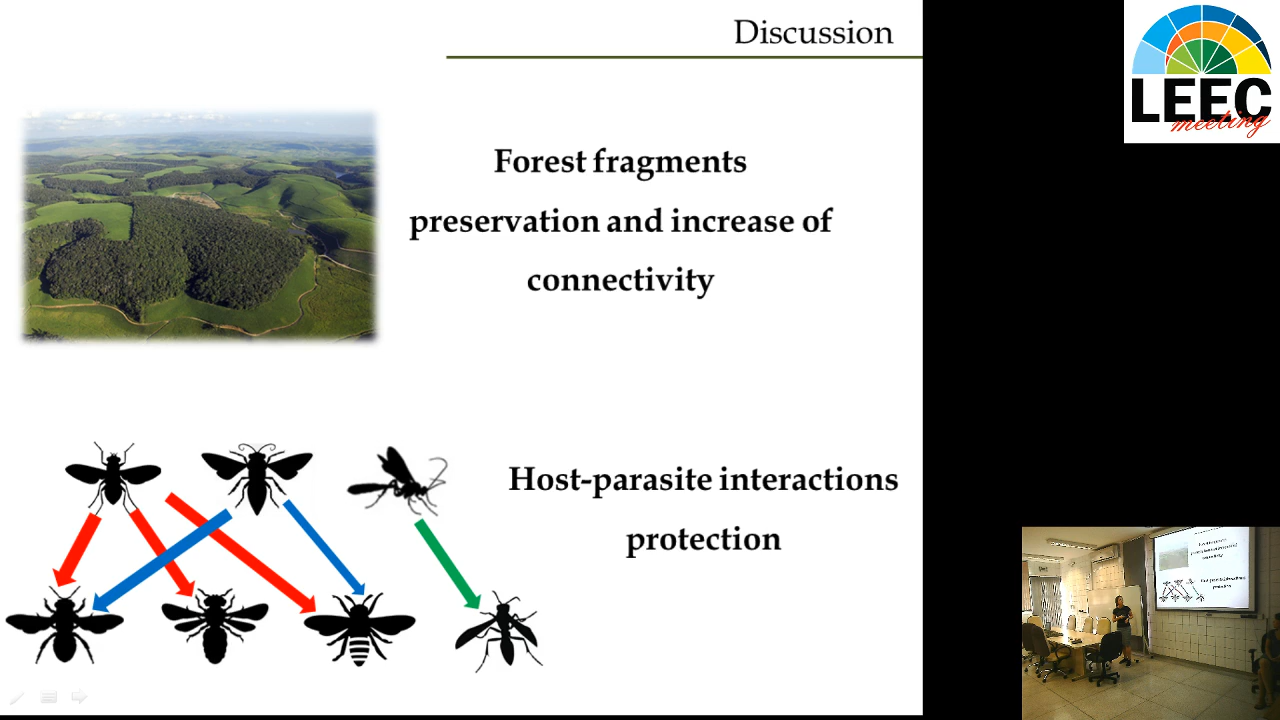 Discussion
Forest fragments
preservation and increase of
connectivity
Host-parasite interactions
protection
LEEC
meeting